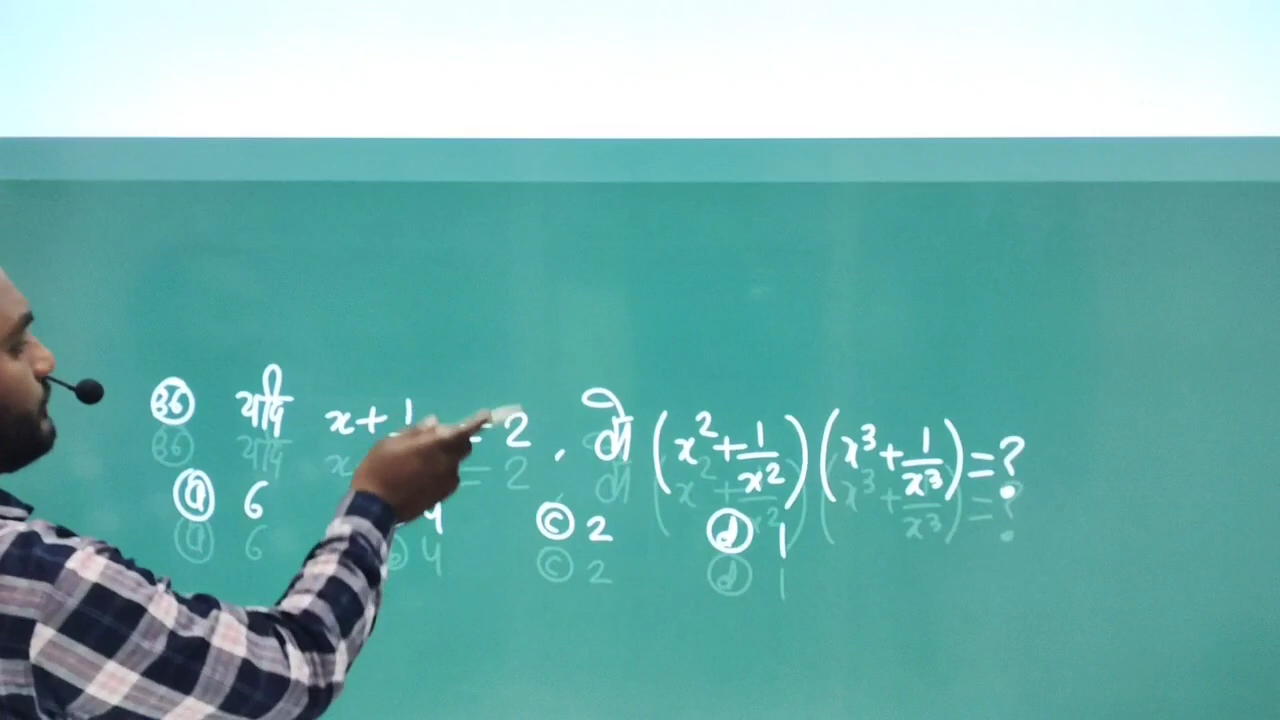 36 यदि x + 1 = 2, तो (x² + 1/x²) (x³ + 1/x³) = ?
(a) 6 4 (c) 2 (d) 1